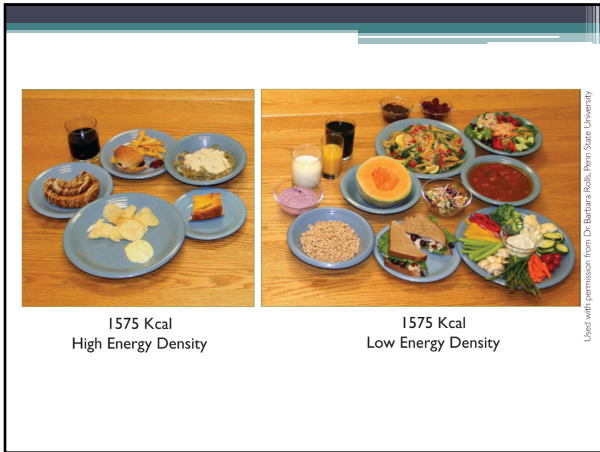 1575 Kcal
High Energy Density
1575 Kcal
Low Energy Density
Used with permission from Dr. Barbara Rolls, Penn State University